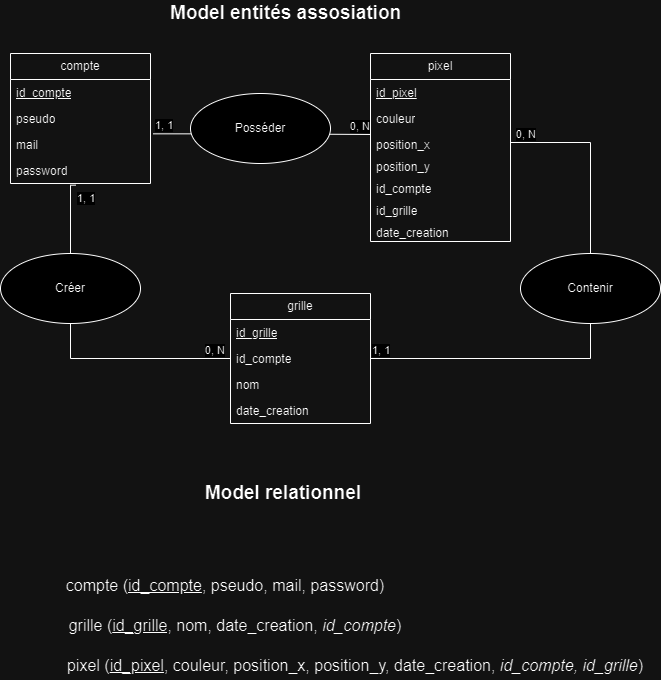 Model entités assosiation
compte
id_compte
pseudo
mail
password
1, 1
Posséder
0, N
pixel
id_pixel
couleur
position_x
position_y
id_compte
id_grille
date_creation
0, N
1, 1
Créer
Contenir
grille
id_grille
id_compte
nom
date_creation
0, N
1, 1
Model relationnel
compte (id_compte, pseudo, mail, password)
grille (id_grille, nom, date_creation, id_compte)
pixel (id_pixel, couleur, position_x, position_y, date_creation, id_compte, id_grille)